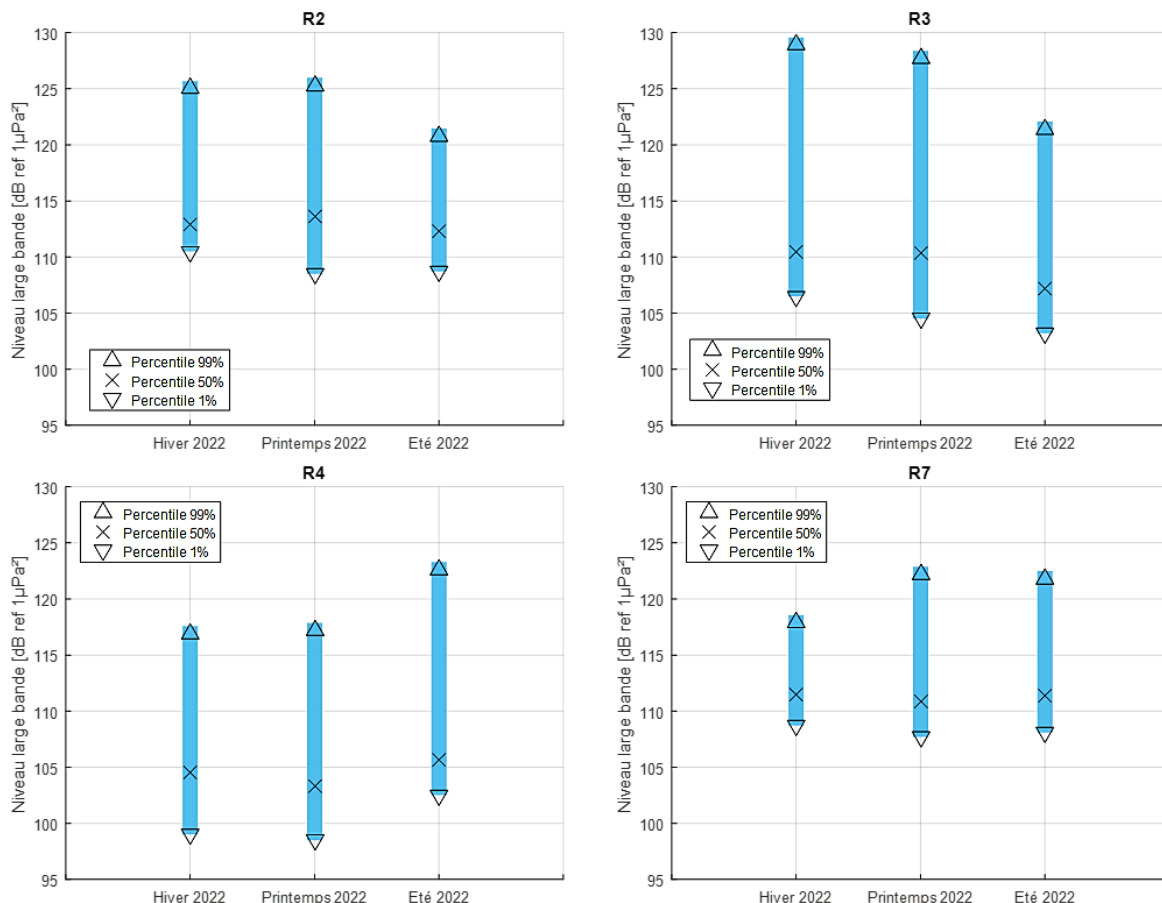 R2
Niveau large bande [dB ref 1µPa²]
130
125
120
115
110
105
100
95
Percentile 99%
Percentile 50%
Percentile 1%
Hiver 2022
Printemps 2022
Eté 2022
R3
Niveau large bande [dB ref 1µPa²]
130
125
120
115
110
105
100
95
Percentile 99%
Percentile 50%
Percentile 1%
Hiver 2022
Printemps 2022
Eté 2022
R4
Niveau large bande [dB ref 1µPa²]
130
125
120
115
110
105
100
95
Percentile 99%
Percentile 50%
Percentile 1%
Hiver 2022
Printemps 2022
Eté 2022
R7
Niveau large bande [dB ref 1µPa²]
130
125
120
115
110
105
100
95
Percentile 99%
Percentile 50%
Percentile 1%
Hiver 2022
Printemps 2022
Eté 2022